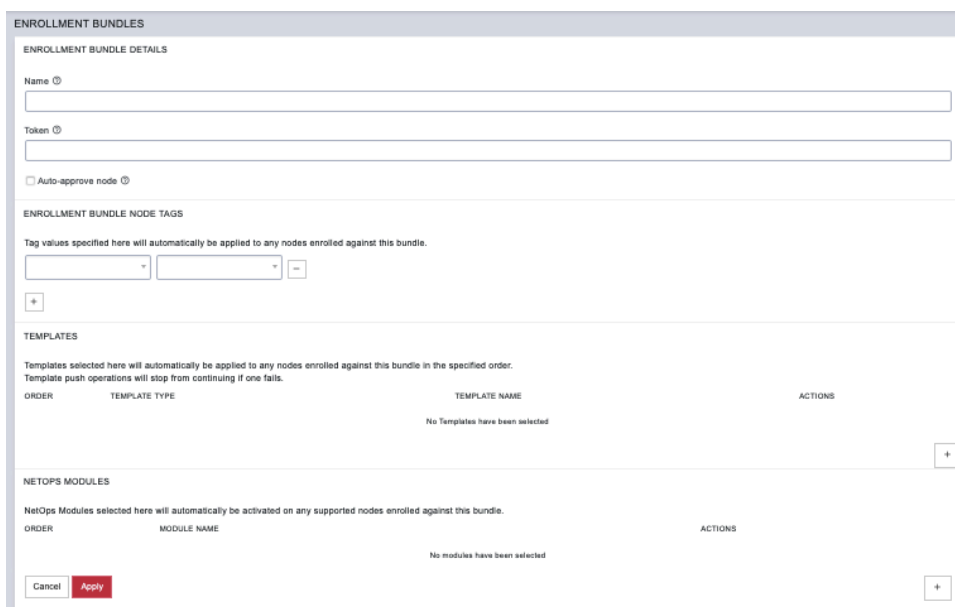 ENROLLMENT BUNDLES
ENROLLMENT BUNDLE DETAILS
Name
Token
Auto-approve node
ENROLLMENT BUNDLE NODE TAGS
Tag values specified here will automatically be applied to any nodes enrolled against this bundle.
−
+
TEMPLATES
Templates selected here will automatically be applied to any nodes enrolled against this bundle in the specified order.
Template push operations will stop from continuing if one fails.
ORDER TEMPLATE TYPE TEMPLATE NAME ACTIONS
No Templates have been selected
+
NETOPS MODULES
NetOps Modules selected here will automatically be activated on any supported nodes enrolled against this bundle.
ORDER MODULE NAME ACTIONS
No modules have been selected
Cancel Apply +